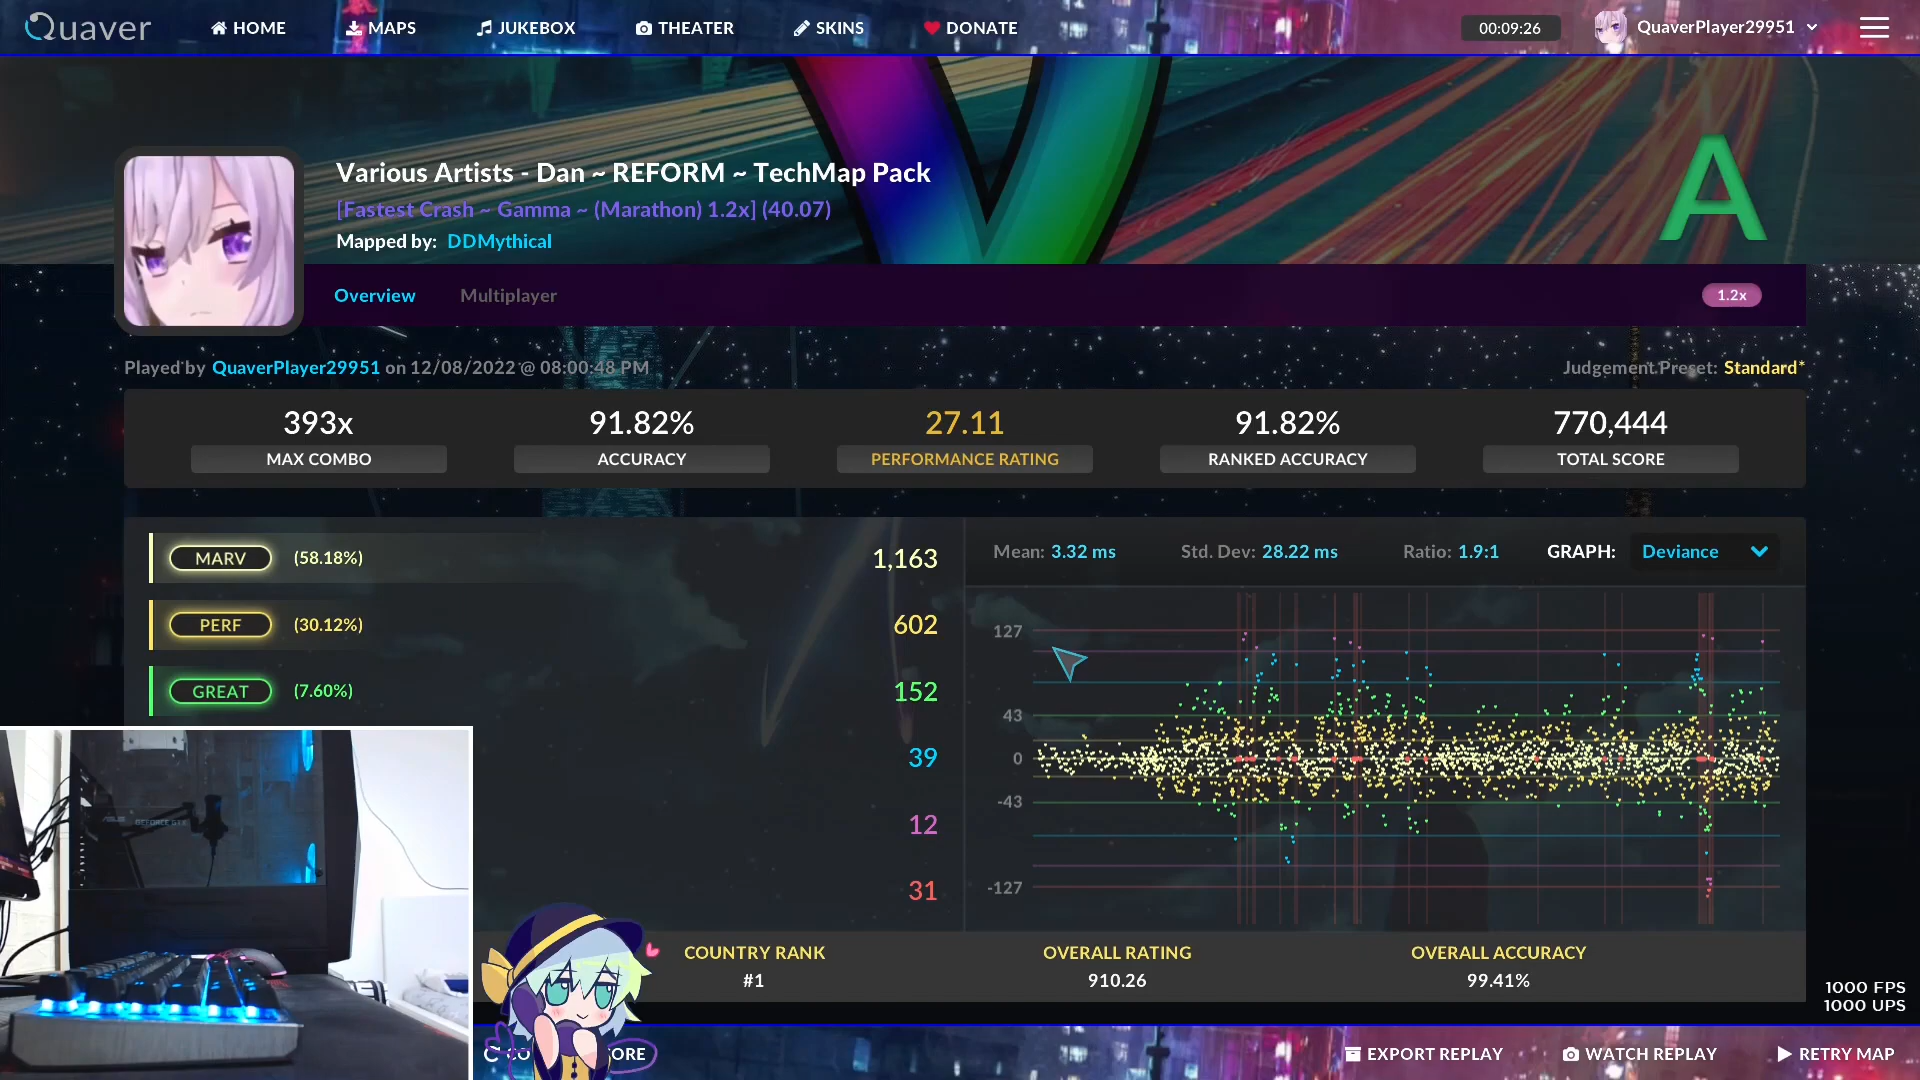 Quaver
HOME
MAPS
JUKEBOX
THEATER
SKINS
DONATE
00:09:26
QuaverPlayer29951
Various Artists - Dan ~ REFORM ~ TechMap Pack
[Fastest Crash ~ Gamma ~ (Marathon) 1.2x] (40.07)
Mapped by: DDMythical
A
Overview
Multiplayer
1.2x
Played by QuaverPlayer29951 on 12/08/2022 @ 08:00:48 PM
Judgement Preset: Standard*
393x
MAX COMBO
91.82%
ACCURACY
27.11
PERFORMANCE RATING
91.82%
RANKED ACCURACY
770,444
TOTAL SCORE
MARV (58.18%) 1,163
PERF (30.12%) 602
GREAT (7.60%) 152
39
12
31
Mean: 3.32 ms
Std. Dev: 28.22 ms
Ratio: 1.9:1
GRAPH: Deviance
127
43
0
-43
-127
ASUS
GEFORCE GTX
COUNTRY RANK
#1
OVERALL RATING
910.26
OVERALL ACCURACY
99.41%
1000 FPS
1000 UPS
EXPORT REPLAY
WATCH REPLAY
RETRY MAP